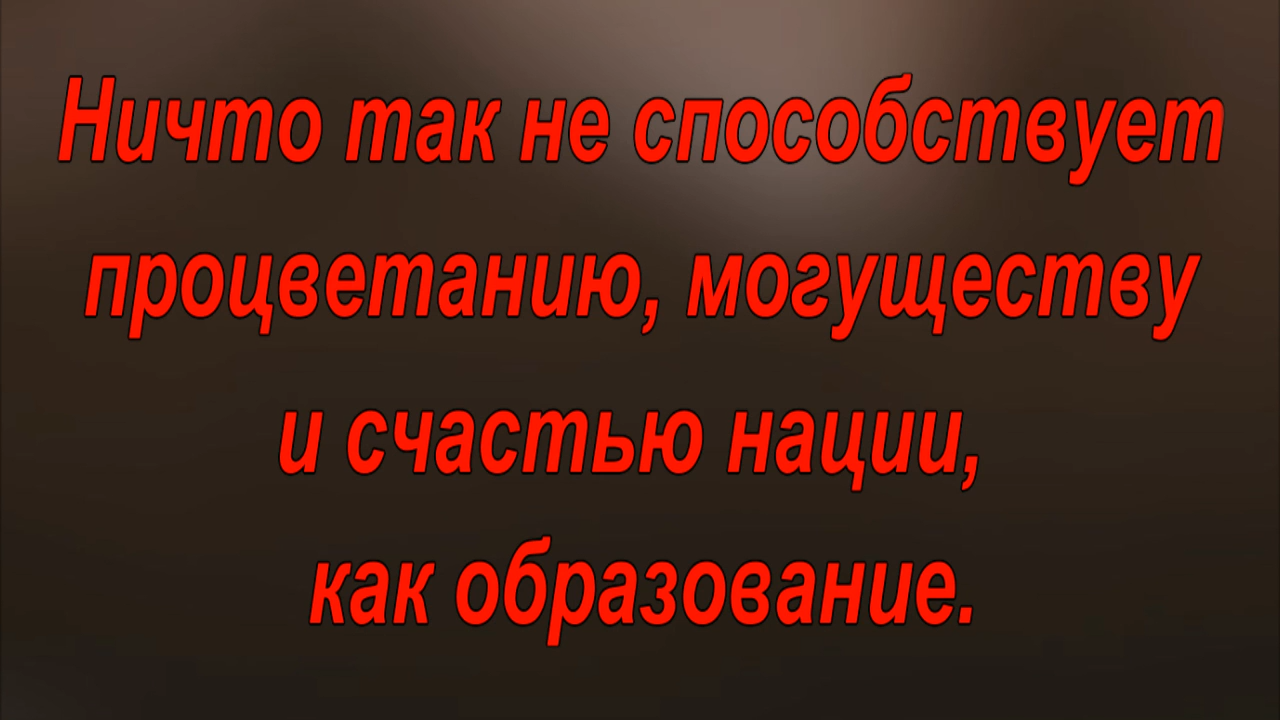 Ничто так не способствует
процветанию, могуществу
и счастью нации,
как образование.